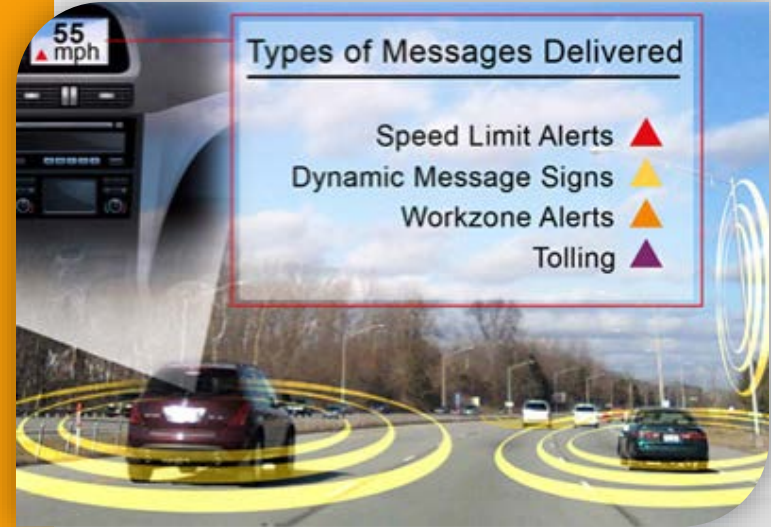 55
mph
Types of Messages Delivered
Speed Limit Alerts
Dynamic Message Signs
Workzone Alerts
Tolling